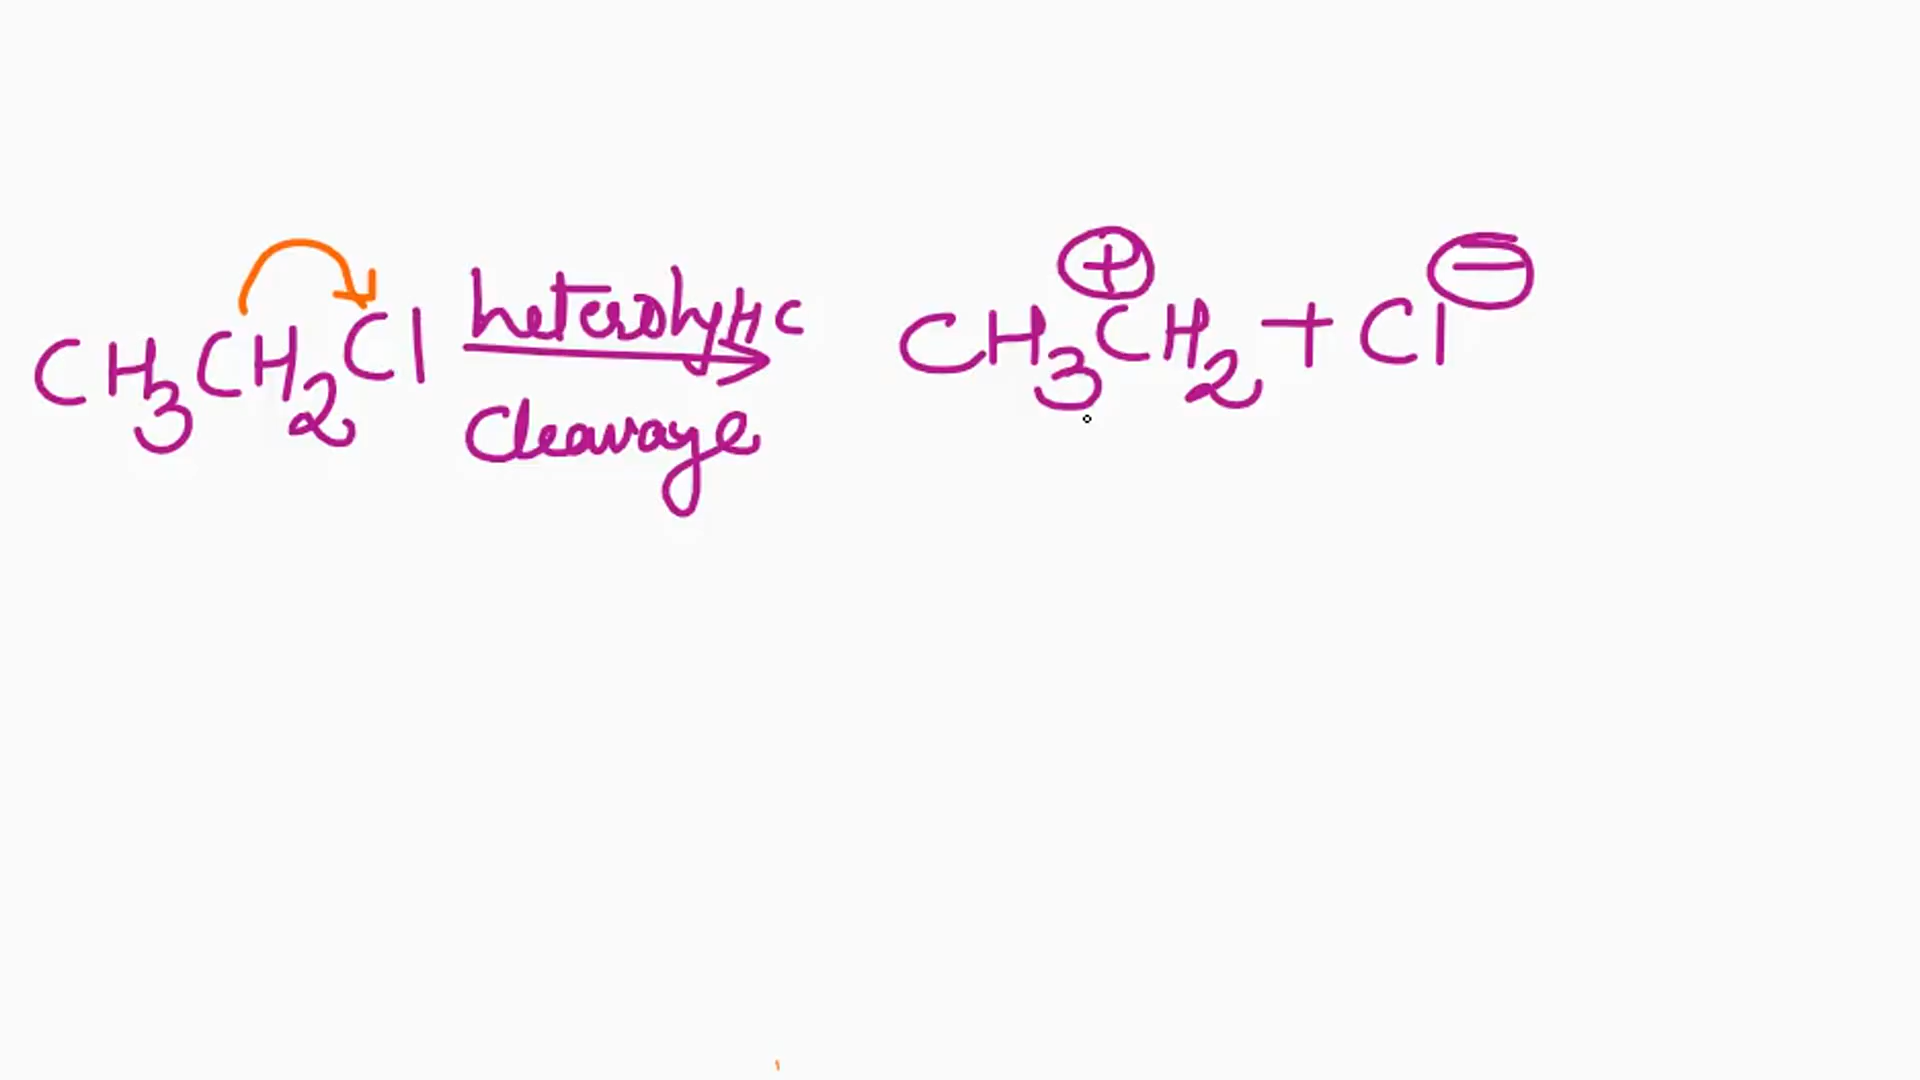 CH₃CH₂Cl heterolytic CH₃CH₂ ⊕ + Cl ⊖
Cleavage